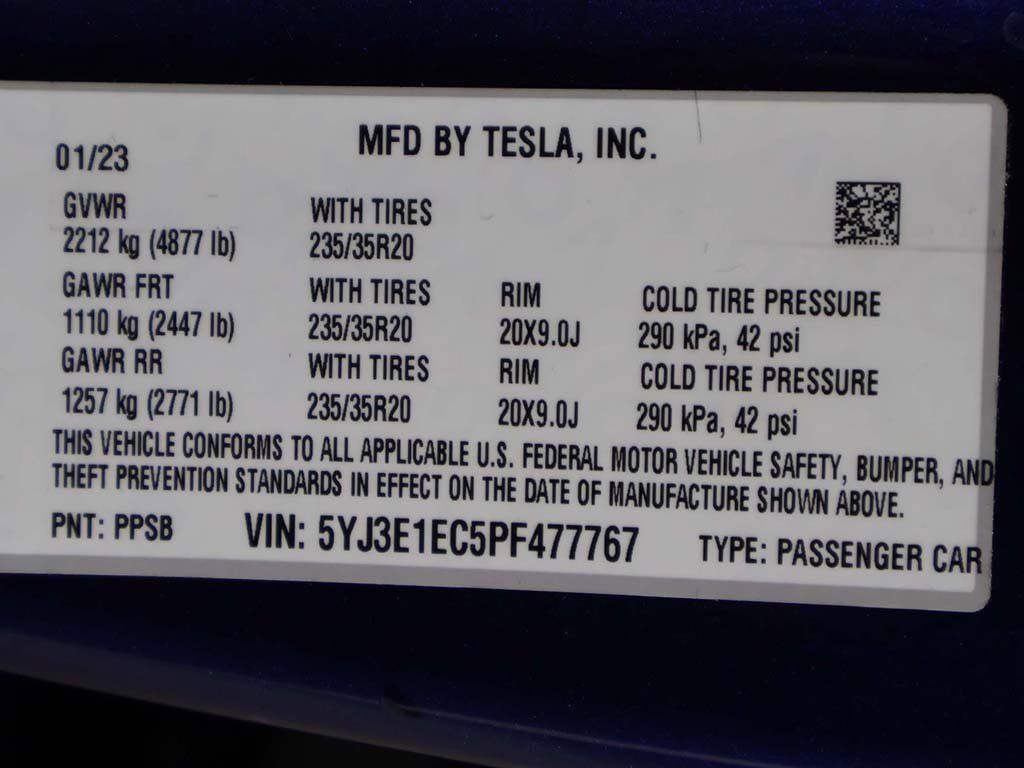 MFD BY TESLA, INC.
01/23
GVWR WITH TIRES
2212 kg (4877 lb) 235/35R20
GAWR FRT WITH TIRES RIM COLD TIRE PRESSURE
1110 kg (2447 lb) 235/35R20 20X9.0J 290 kPa, 42 psi
GAWR RR WITH TIRES RIM COLD TIRE PRESSURE
1257 kg (2771 lb) 235/35R20 20X9.0J 290 kPa, 42 psi
THIS VEHICLE CONFORMS TO ALL APPLICABLE U.S. FEDERAL MOTOR VEHICLE SAFETY, BUMPER, AND
THEFT PREVENTION STANDARDS IN EFFECT ON THE DATE OF MANUFACTURE SHOWN ABOVE.
PNT: PPSB VIN: 5YJ3E1EC5PF477767 TYPE: PASSENGER CAR